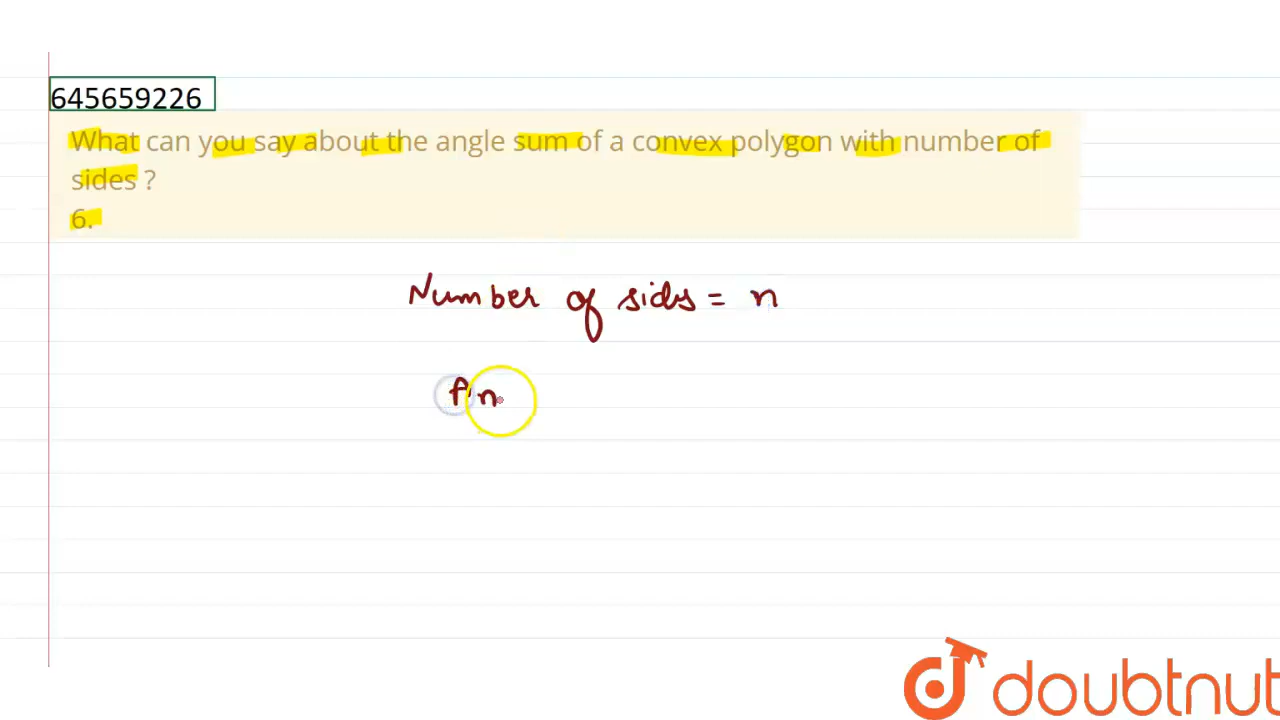 645659226
What can you say about the angle sum of a convex polygon with number of
sides ?
6.
Number of sides = n
doubtnut